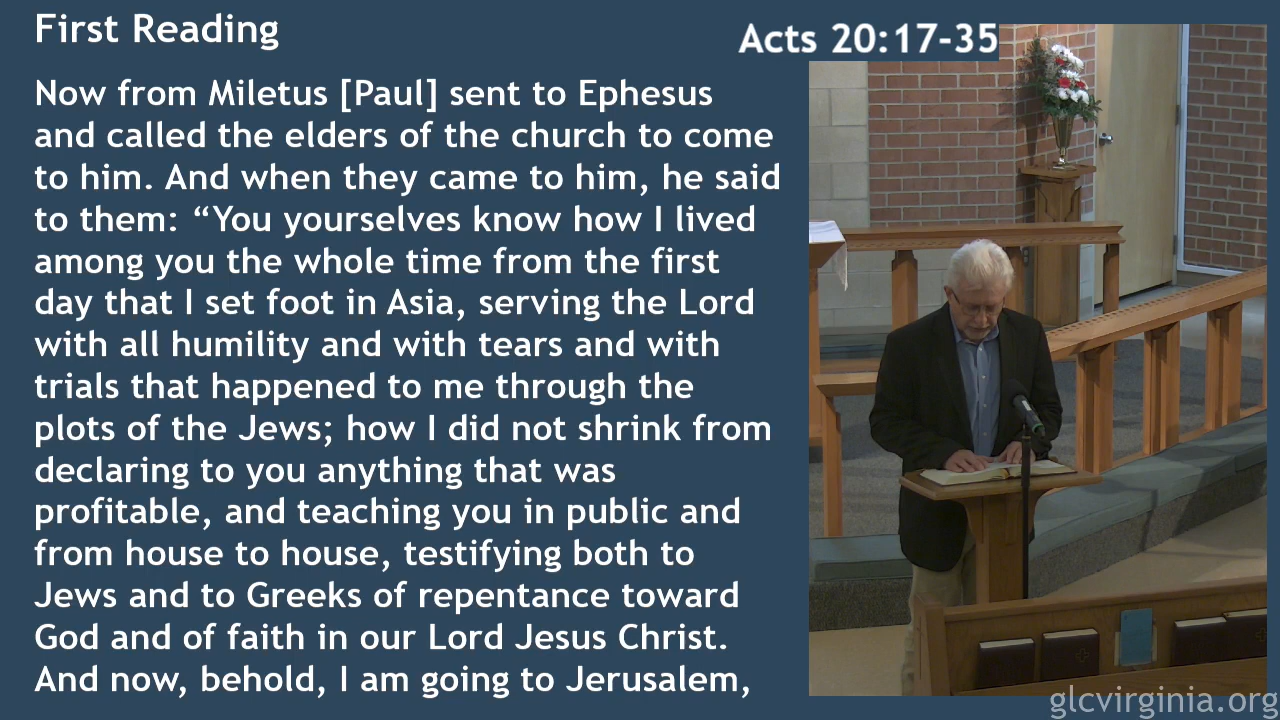 First Reading
Acts 20:17-35
Now from Miletus [Paul] sent to Ephesus
and called the elders of the church to come
to him. And when they came to him, he said
to them: “You yourselves know how I lived
among you the whole time from the first
day that I set foot in Asia, serving the Lord
with all humility and with tears and with
trials that happened to me through the
plots of the Jews; how I did not shrink from
declaring to you anything that was
profitable, and teaching you in public and
from house to house, testifying both to
Jews and to Greeks of repentance toward
God and of faith in our Lord Jesus Christ.
And now, behold, I am going to Jerusalem,
glcvirginia.org